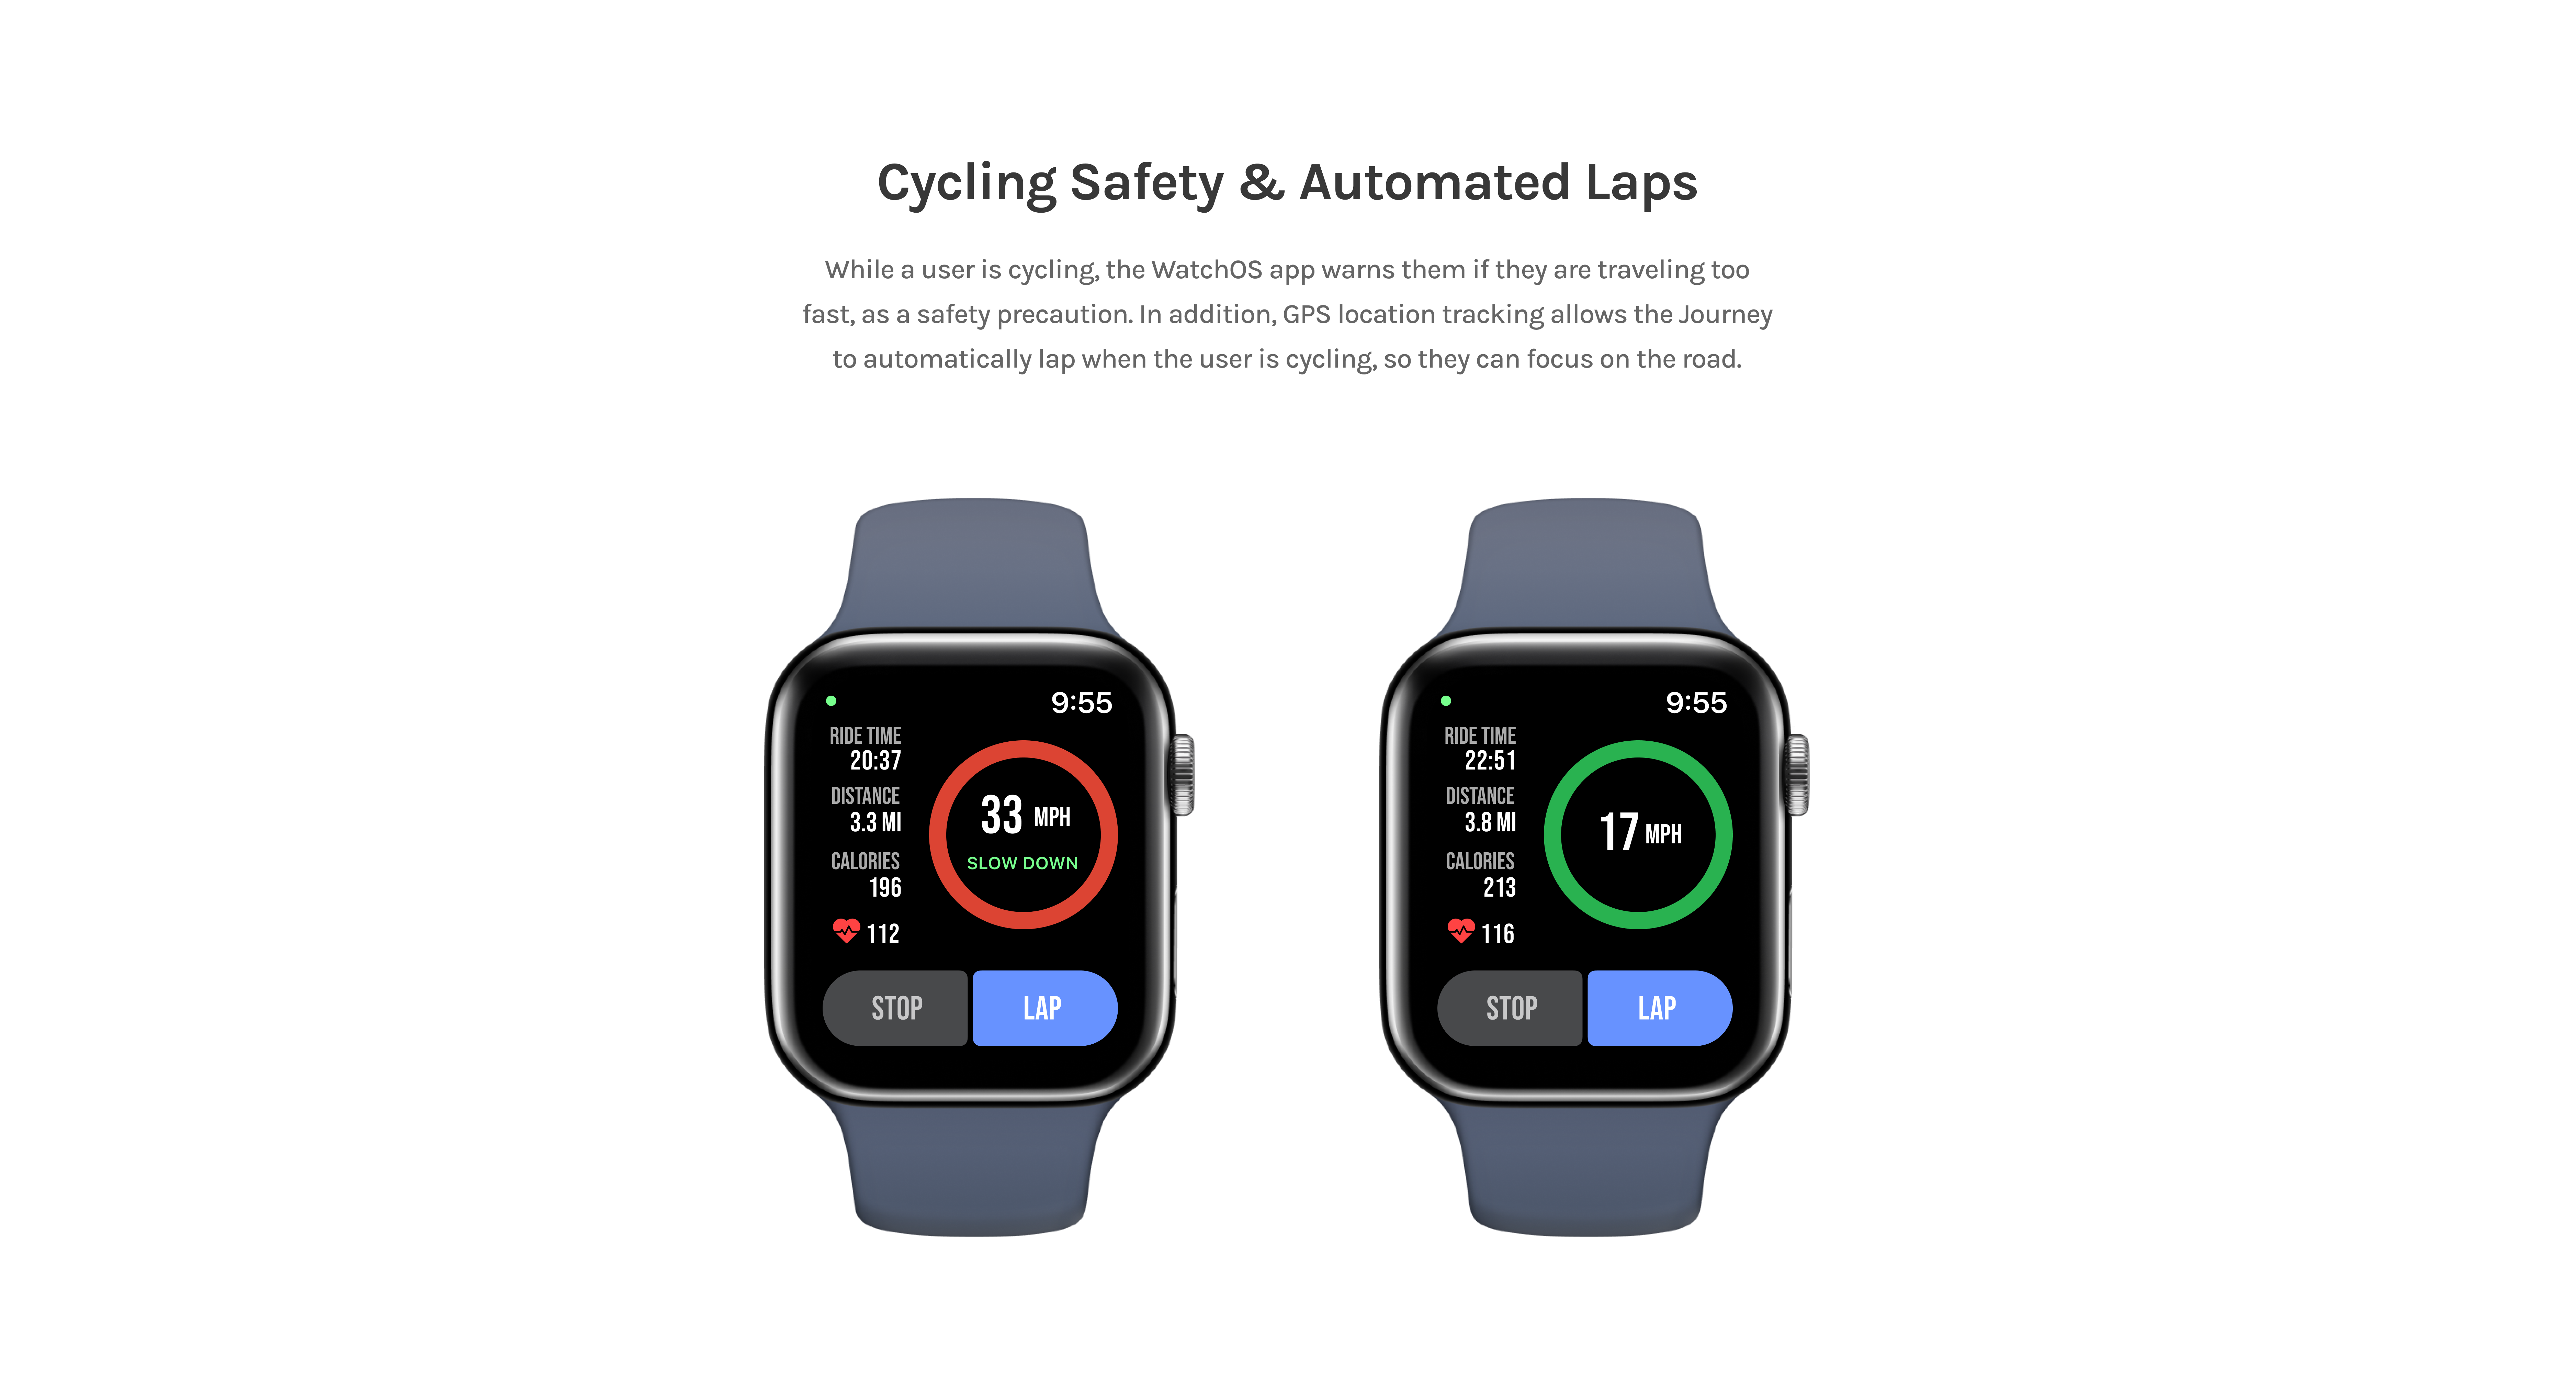 Cycling Safety & Automated Laps
While a user is cycling, the WatchOS app warns them if they are traveling too
fast, as a safety precaution. In addition, GPS location tracking allows the Journey
to automatically lap when the user is cycling, so they can focus on the road.
9:55
RIDE TIME
20:37
DISTANCE
3.3 MI
CALORIES
196
112
33 MPH
SLOW DOWN
STOP
LAP
9:55
RIDE TIME
22:51
DISTANCE
3.8 MI
CALORIES
213
116
17 MPH
STOP
LAP